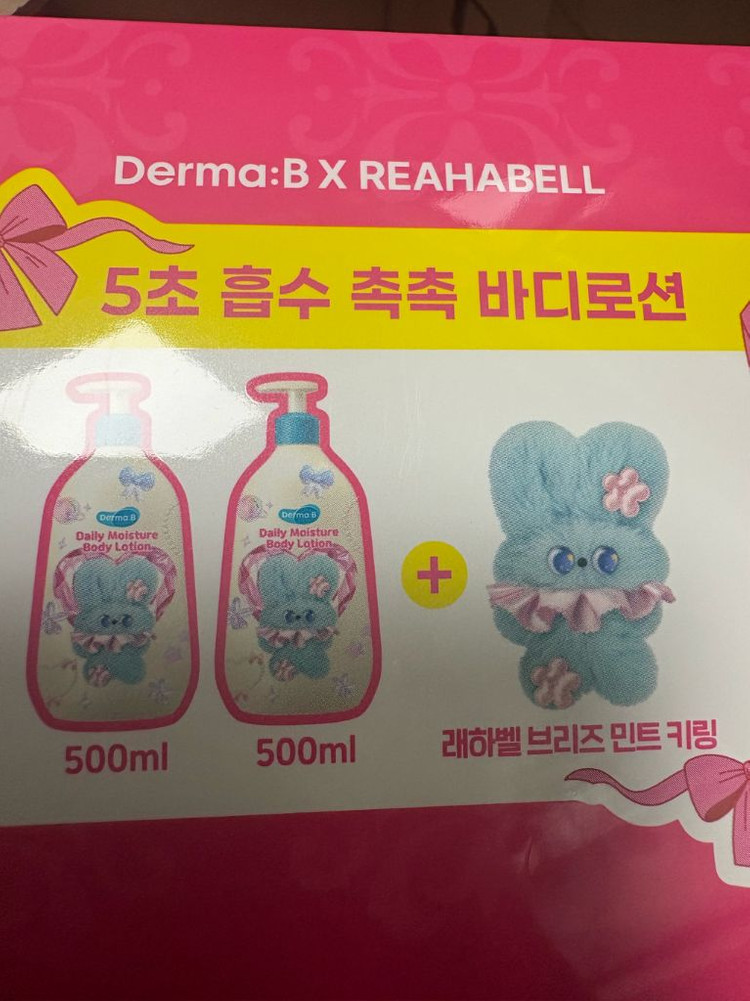 Derma:B X REAHABELL
5초 흡수 촉촉 바디로션
Derma:B
Daily Moisture
Body Lotion
Derma:B
Daily Moisture
Body Lotion
+
500ml
500ml
래하벨 브리즈 민트 키링